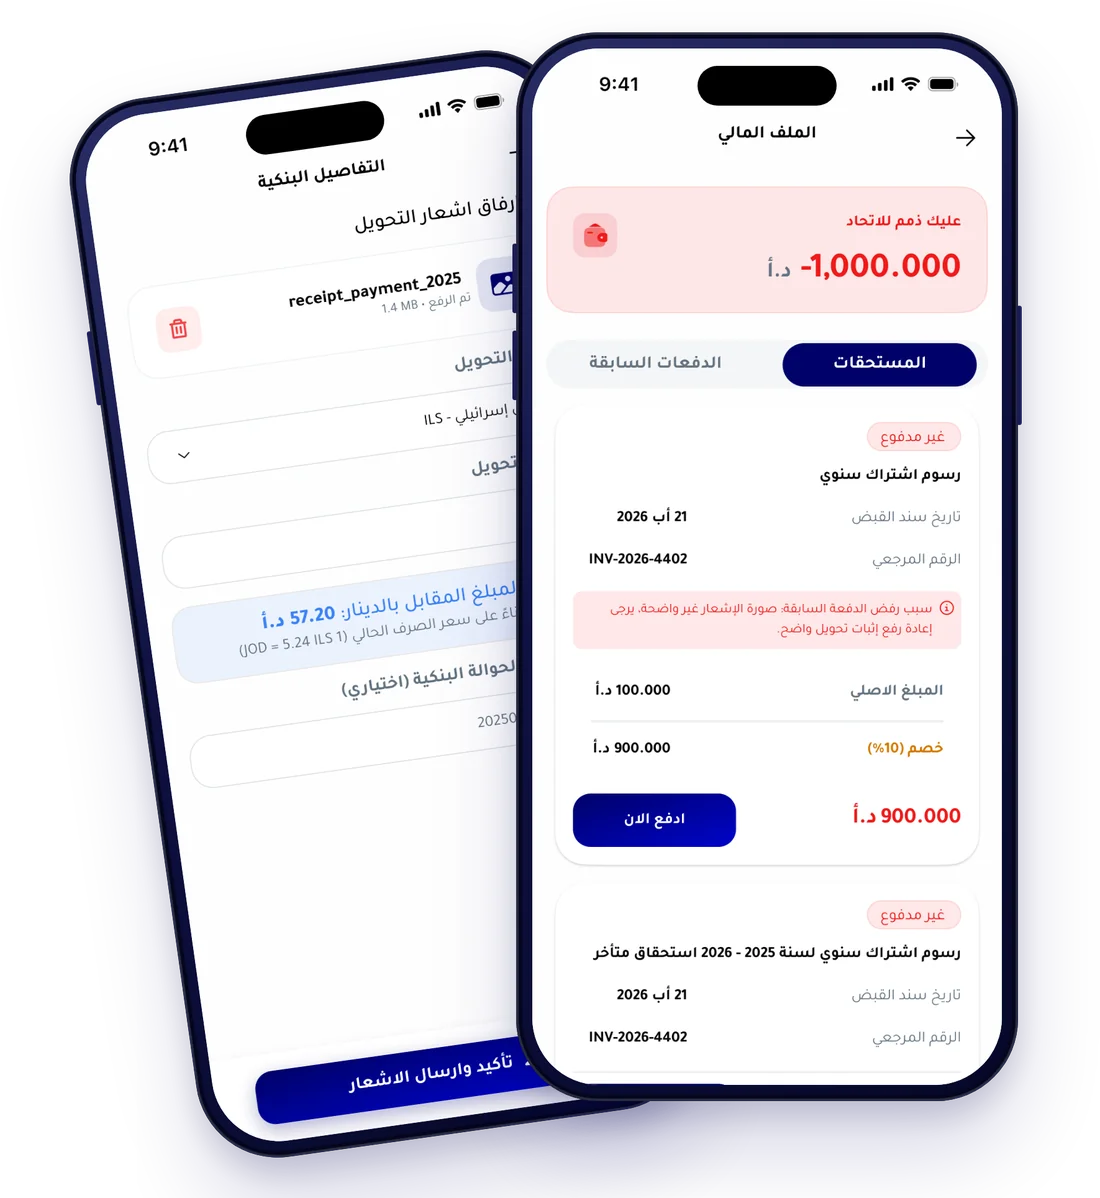 9:41
الملف المالي
عليك ذمم للاتحاد
-1,000.000 د.أ
المستحقات
الدفعات السابقة
غير مدفوع
رسوم اشتراك سنوي
تاريخ سند القبض
21 أب 2026
الرقم المرجعي
INV-2026-4402
سبب رفض الدفعة السابقة: صورة الإشعار غير واضحة، يرجى
إعادة رفع إثبات تحويل واضح.
المبلغ الاصلي
100.000 د.أ
خصم (10%)
900.000 د.أ
900.000 د.أ
ادفع الان
غير مدفوع
رسوم اشتراك سنوي لسنة 2025 - 2026 استحقاق متأخر
تاريخ سند القبض
21 أب 2026
الرقم المرجعي
INV-2026-4402
9:41
التفاصيل البنكية
رفاق اشعار التحويل
receipt_payment_2025
تم الرفع • 1.4 MB
التحويل
إسرائيلي - ILS
تحويل
لمبلغ المقابل بالدينار: 57.20 د.أ
على سعر الصرف الحالي (1 JOD = 5.24 ILS)
لحوالة البنكية (اختياري)
20250
تأكيد وارسال الاشعار